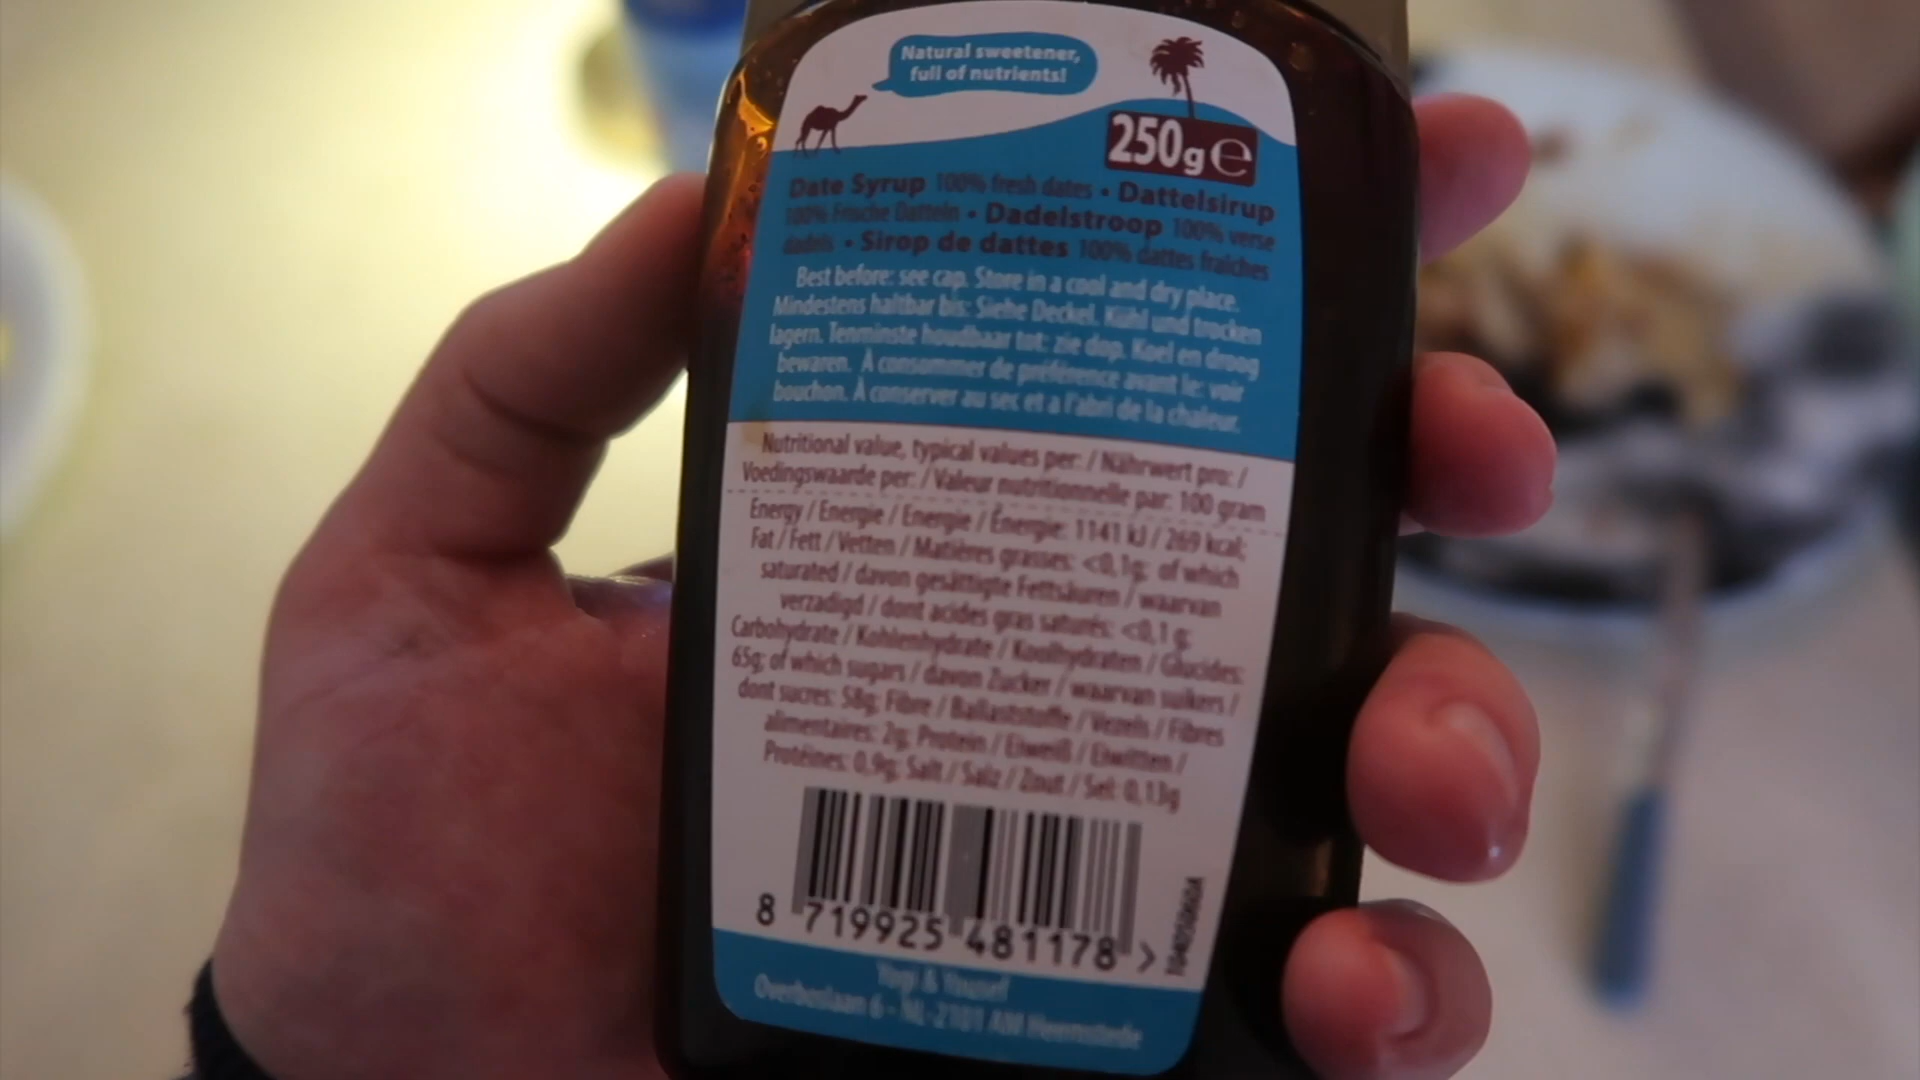 Natural sweetener,
full of nutrients!
250g e
Date Syrup 100% fresh dates • Dattelsirup
100% Frische Datteln • Dadelstroop 100% verse
dadels • Sirop de dattes 100% dattes fraîches
Best before: see cap. Store in a cool and dry place.
Mindestens haltbar bis: Siehe Deckel. Kühl und trocken
lagern. Tenminste houdbaar tot: zie dop. Koel en droog
bewaren. À consommer de préférence avant le: voir
bouchon. À conserver au sec et a l'abri de la chaleur.
Nutritional value, typical values per: / Nährwert pro: /
Voedingswaarde per: / Valeur nutritionnelle par: 100 gram
Energy / Energie / Energie / Énergie: 1141 kJ / 269 kcal;
Fat / Fett / Vetten / Matières grasses: <0,1g; of which
saturated / davon gesättigte Fettsäuren / waarvan
verzadigd / dont acides gras saturés: <0,1 g;
Carbohydrate / Kohlenhydrate / Koolhydraten / Glucides:
65g; of which sugars / davon Zucker / waarvan suikers /
dont sucres: 58g; Fibre / Ballaststoffe / Vezels / Fibres
alimentaires: 2g; Protein / Eiweiß / Eiwitten /
Protéines: 0,9g; Salt / Salz / Zout / Sel: 0,13g
8 719925 481178 >
Yogi & Yousef
Overboslaan 6 - NL-2101 AM Heemstede